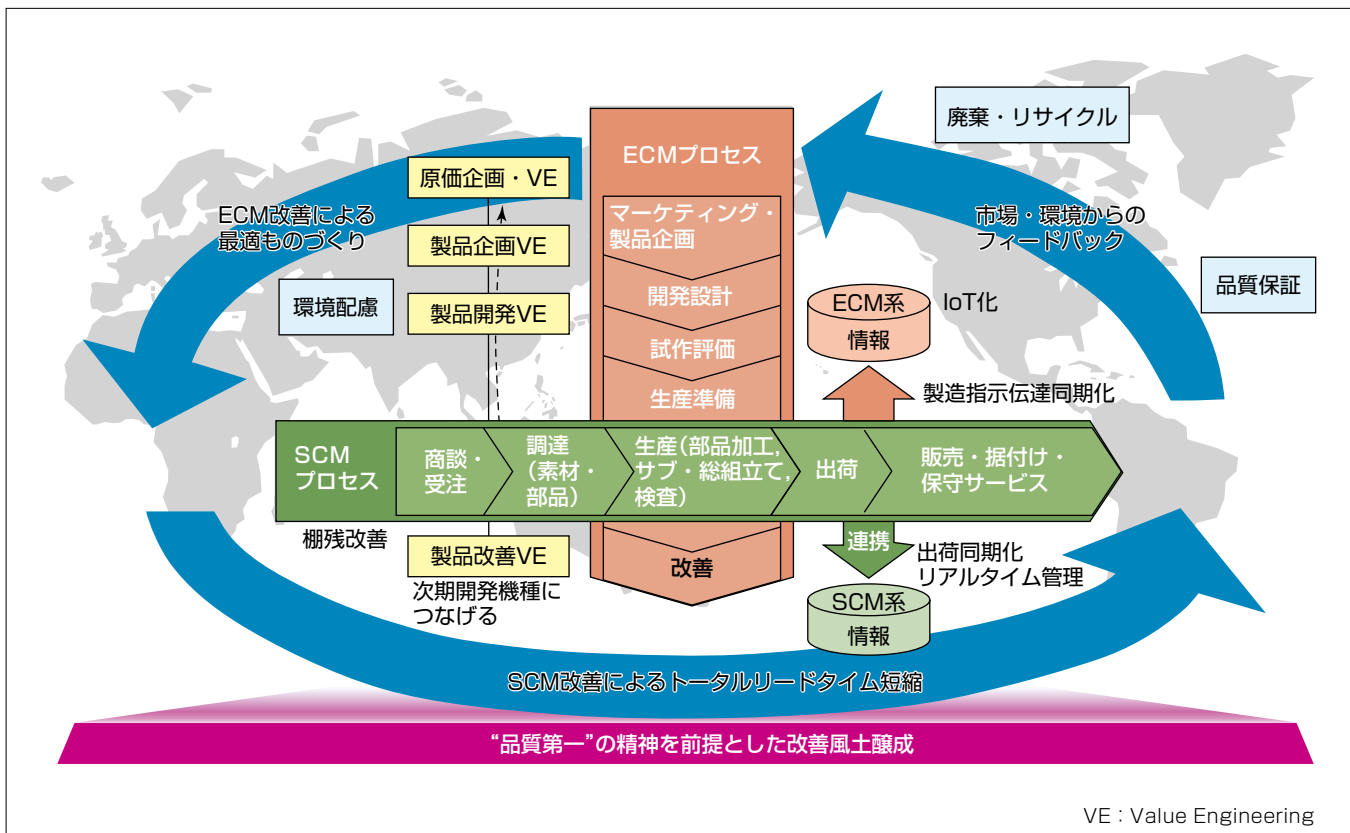 廃棄・リサイクル
ECMプロセス
原価企画・VE
ECM改善による
最適ものづくり
マーケティング・
製品企画
市場・環境からの
フィードバック
製品企画VE
品質保証
環境配慮
製品開発VE
開発設計
ECM系
情報
IoT化
試作評価
生産準備
製造指示伝達同期化
SCM
プロセス
商談・
受注
調達
（素材・
部品）
生産（部品加工，
サブ・総組立て，
検査）
出荷
販売・据付け・
保守サービス
棚残改善
製品改善VE
次期開発機種に
つなげる
改善
連携
出荷同期化
リアルタイム管理
SCM系
情報
SCM改善によるトータルリードタイム短縮
“品質第一”の精神を前提とした改善風土醸成
VE：Value Engineering